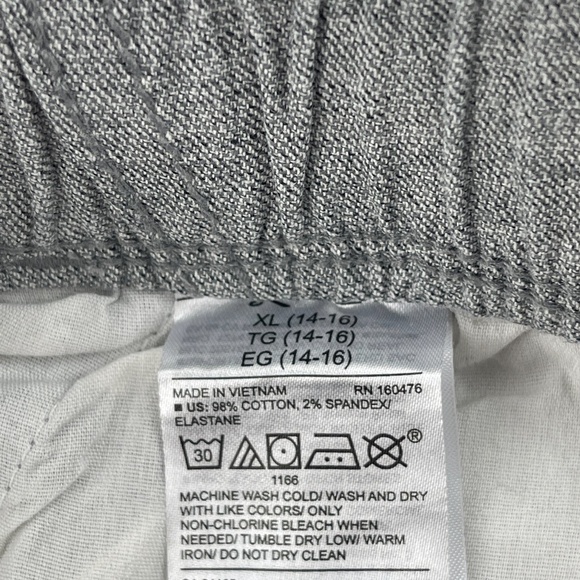 XL (14-16)
TG (14-16)
EG (14-16)
MADE IN VIETNAM RN 160476
■ US: 98% COTTON, 2% SPANDEX/
ELASTANE
30 ®
1166
MACHINE WASH COLD/ WASH AND DRY
WITH LIKE COLORS/ ONLY
NON-CHLORINE BLEACH WHEN
NEEDED/ TUMBLE DRY LOW/ WARM
IRON/ DO NOT DRY CLEAN